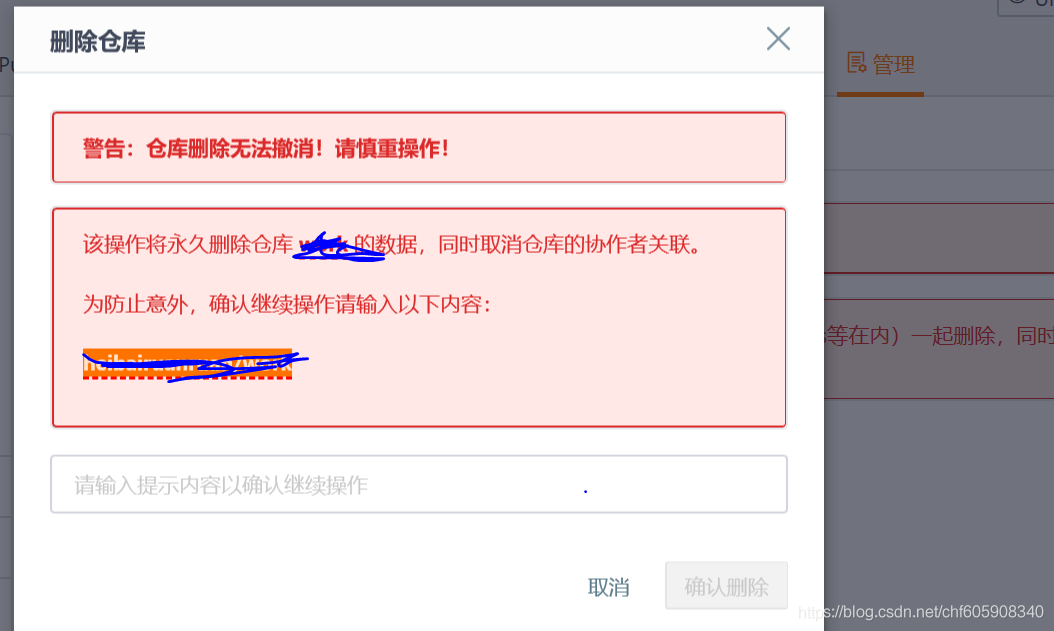 删除仓库
管理
警告：仓库删除无法撤消！请慎重操作！
该操作将永久删除仓库 的数据，同时取消仓库的协作者关联。
等在内）一起删除，同时
为防止意外，确认继续操作请输入以下内容：
请输入提示内容以确认继续操作
取消
确认删除
https://blog.csdn.net/chf605908340